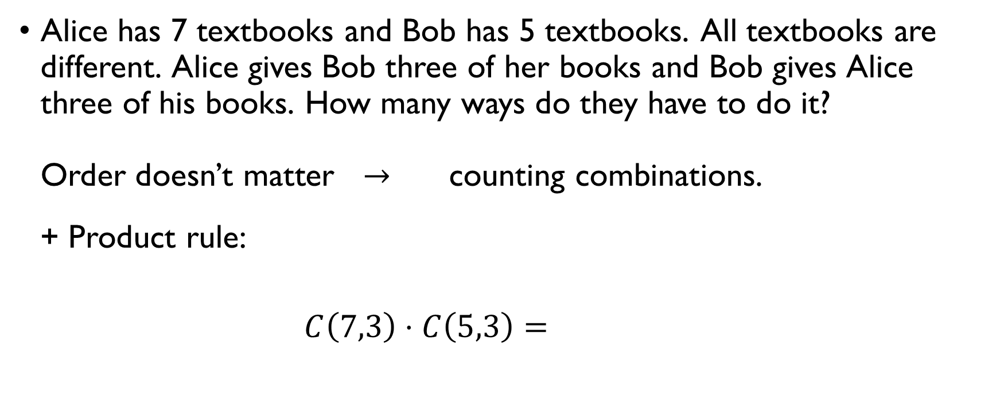 • Alice has 7 textbooks and Bob has 5 textbooks. All textbooks are
different. Alice gives Bob three of her books and Bob gives Alice
three of his books. How many ways do they have to do it?
Order doesn’t matter → counting combinations.
+ Product rule:
𝐶(7,3) · 𝐶(5,3) =